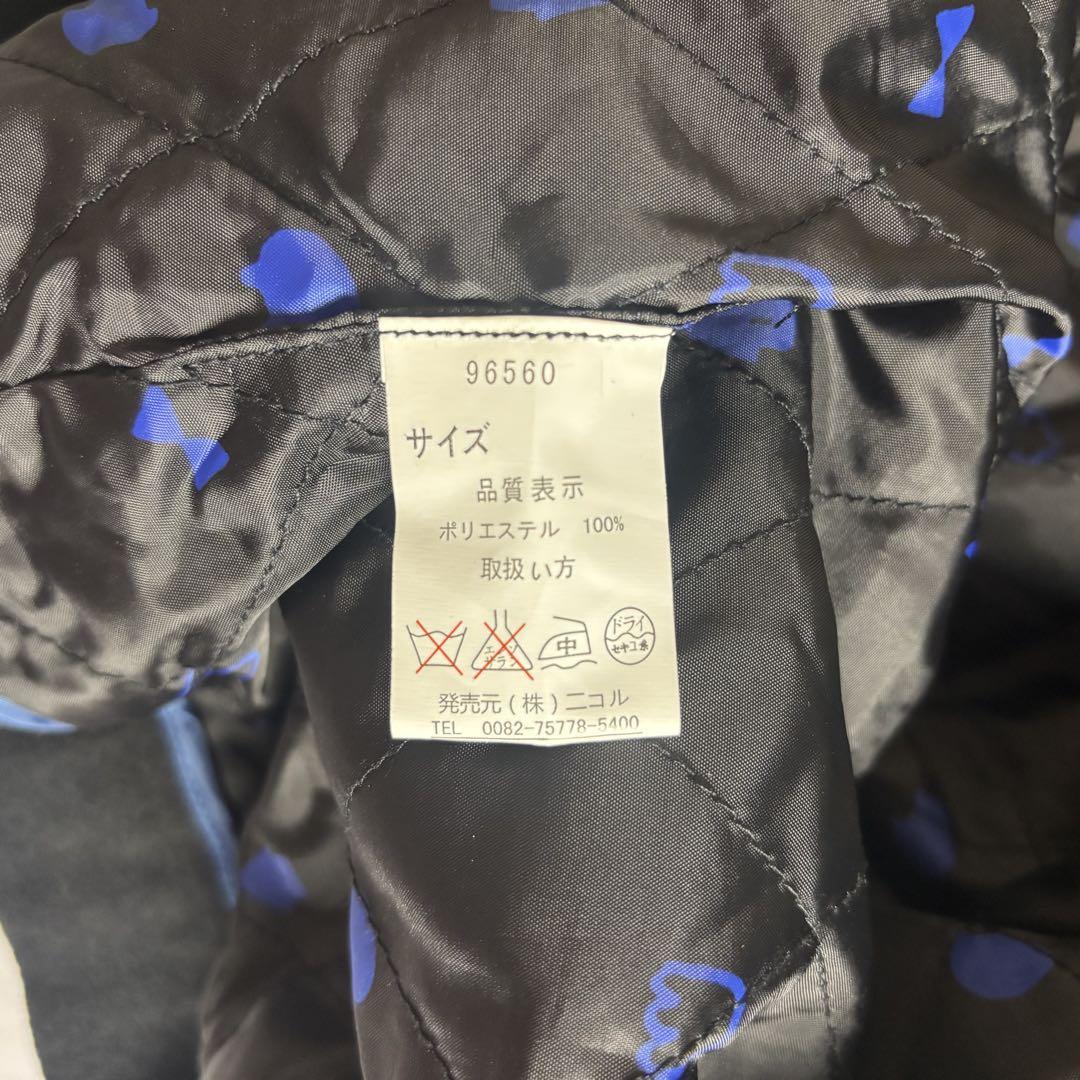 96560
サイズ
品質表示
ポリエステル 100%
取扱い方
エンソ
サラシ
中
ドライ
セキユ系
発売元(株)ニコル
TEL 0082-75778-5400